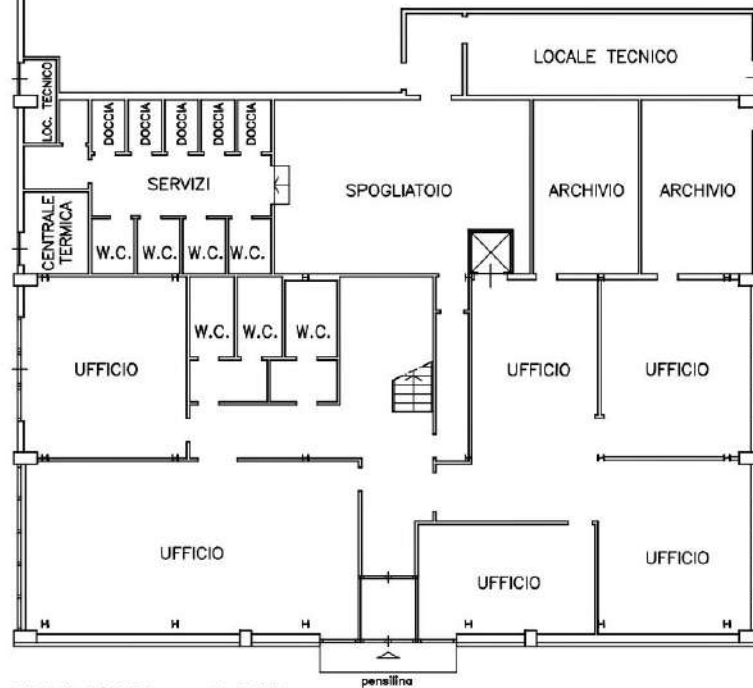 LOCALE TECNICO
LOC. TECNICO
DOCCIA
DOCCIA
DOCCIA
DOCCIA
DOCCIA
SERVIZI
SPOGLIATOIO
ARCHIVIO
ARCHIVIO
CENTRALE
TERMICA
W.C.
W.C.
W.C.
W.C.
W.C.
W.C.
W.C.
UFFICIO
UFFICIO
UFFICIO
UFFICIO
UFFICIO
UFFICIO
pensilina